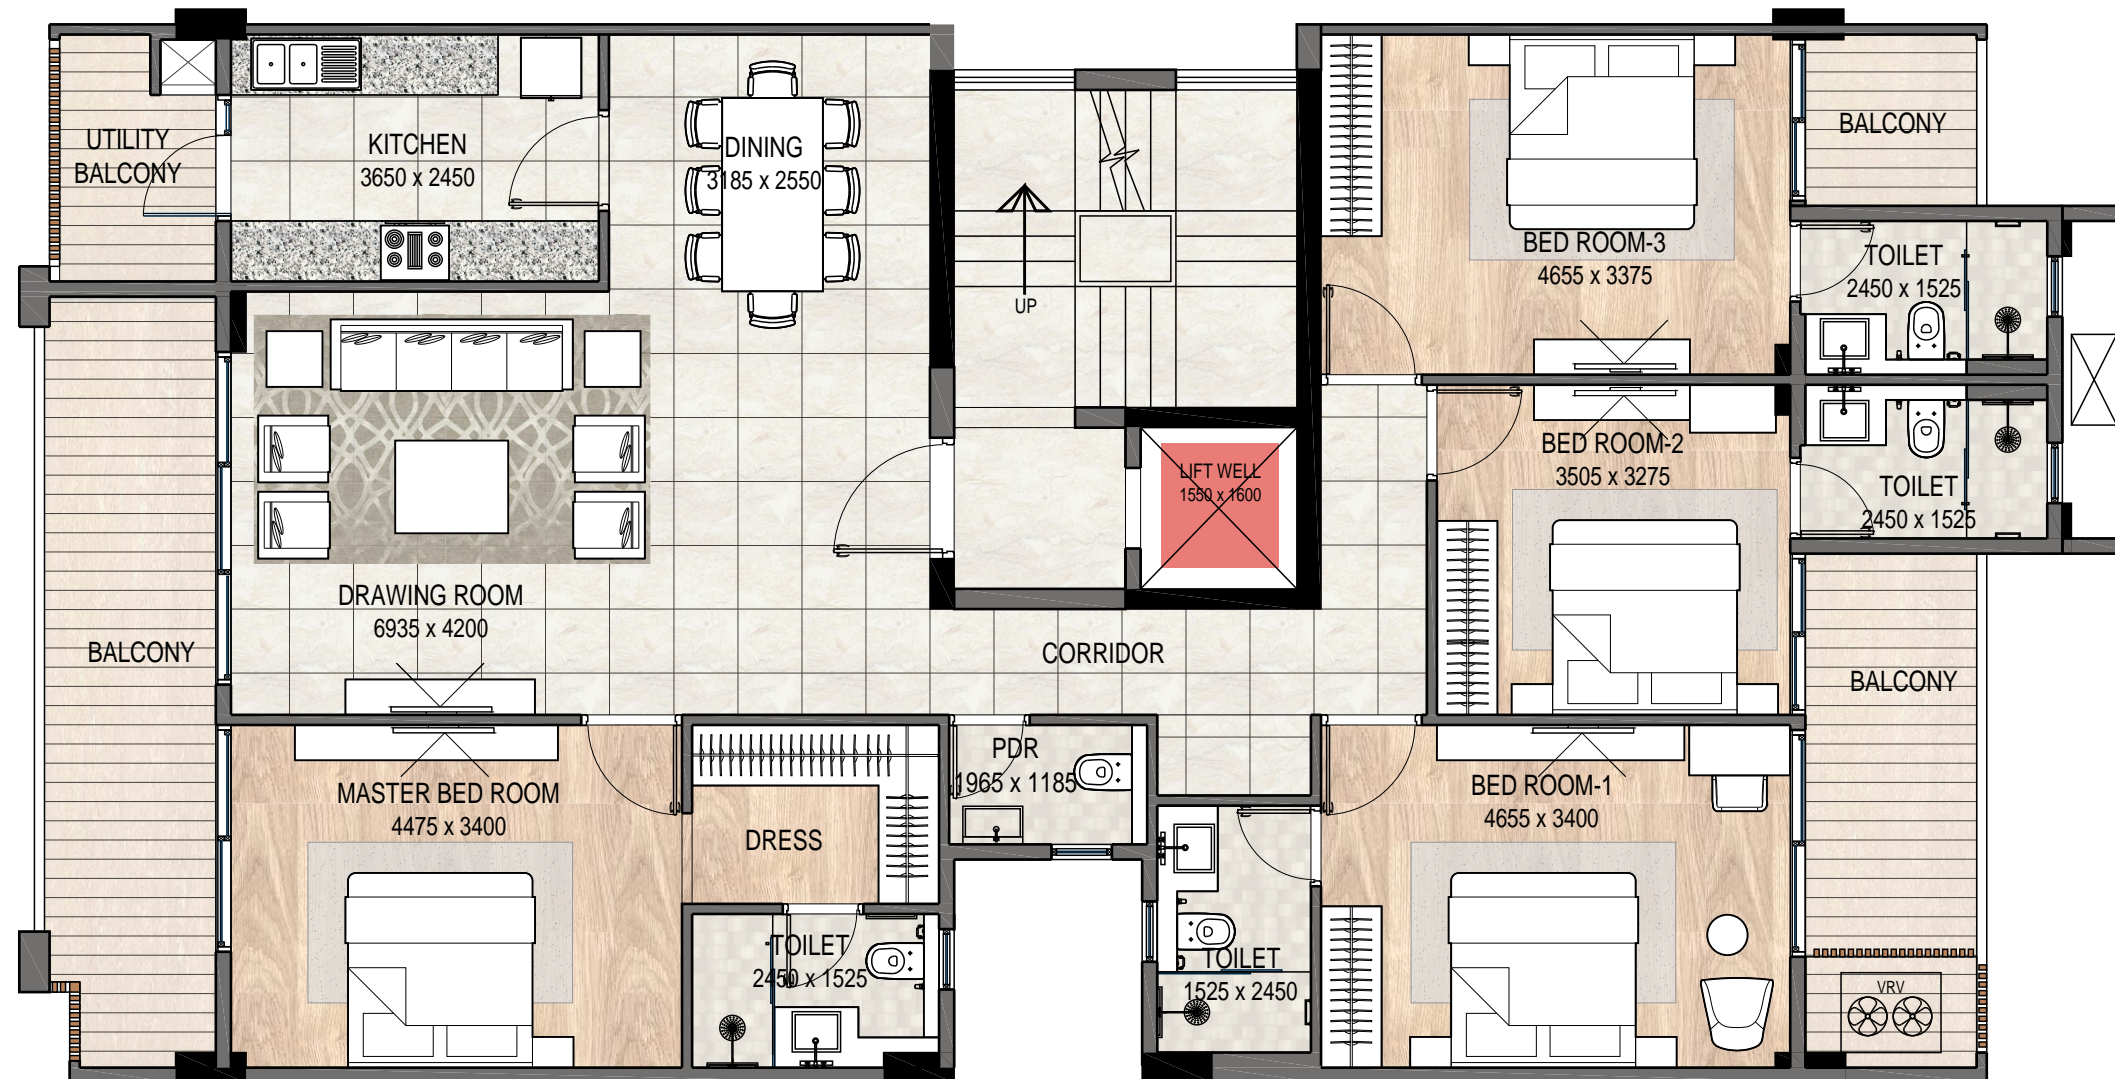 UTILITY
BALCONY
KITCHEN
3650 x 2450
DINING
3185 x 2550
UP
BED ROOM-3
4655 x 3375
BALCONY
TOILET
2450 x 1525
LIFT WELL
1550 x 1600
BED ROOM-2
3505 x 3275
TOILET
2450 x 1525
DRAWING ROOM
6935 x 4200
BALCONY
CORRIDOR
BALCONY
MASTER BED ROOM
4475 x 3400
DRESS
PDR
1965 x 1185
BED ROOM-1
4655 x 3400
TOILET
2450 x 1525
TOILET
1525 x 2450
VRV